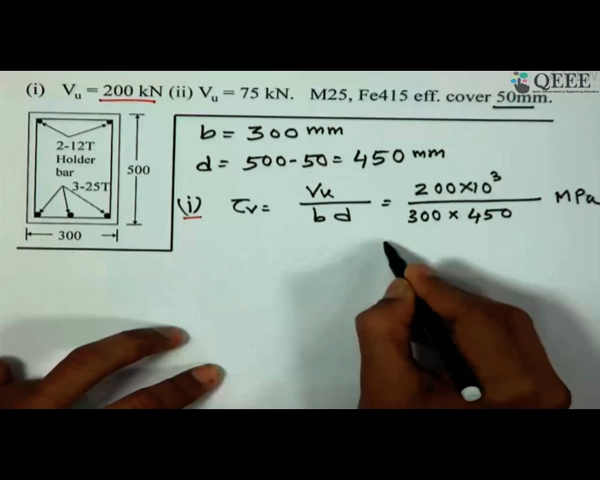 QEEE
(i) Vu = 200 kN (ii) Vu = 75 kN. M25, Fe415 eff. cover 50mm.
2-12T
Holder
bar
3-25T
500
300
b = 300 mm
d = 500-50 = 450 mm
(i) τv = Vu / b d = 200×10³ / 300 × 450 MPa